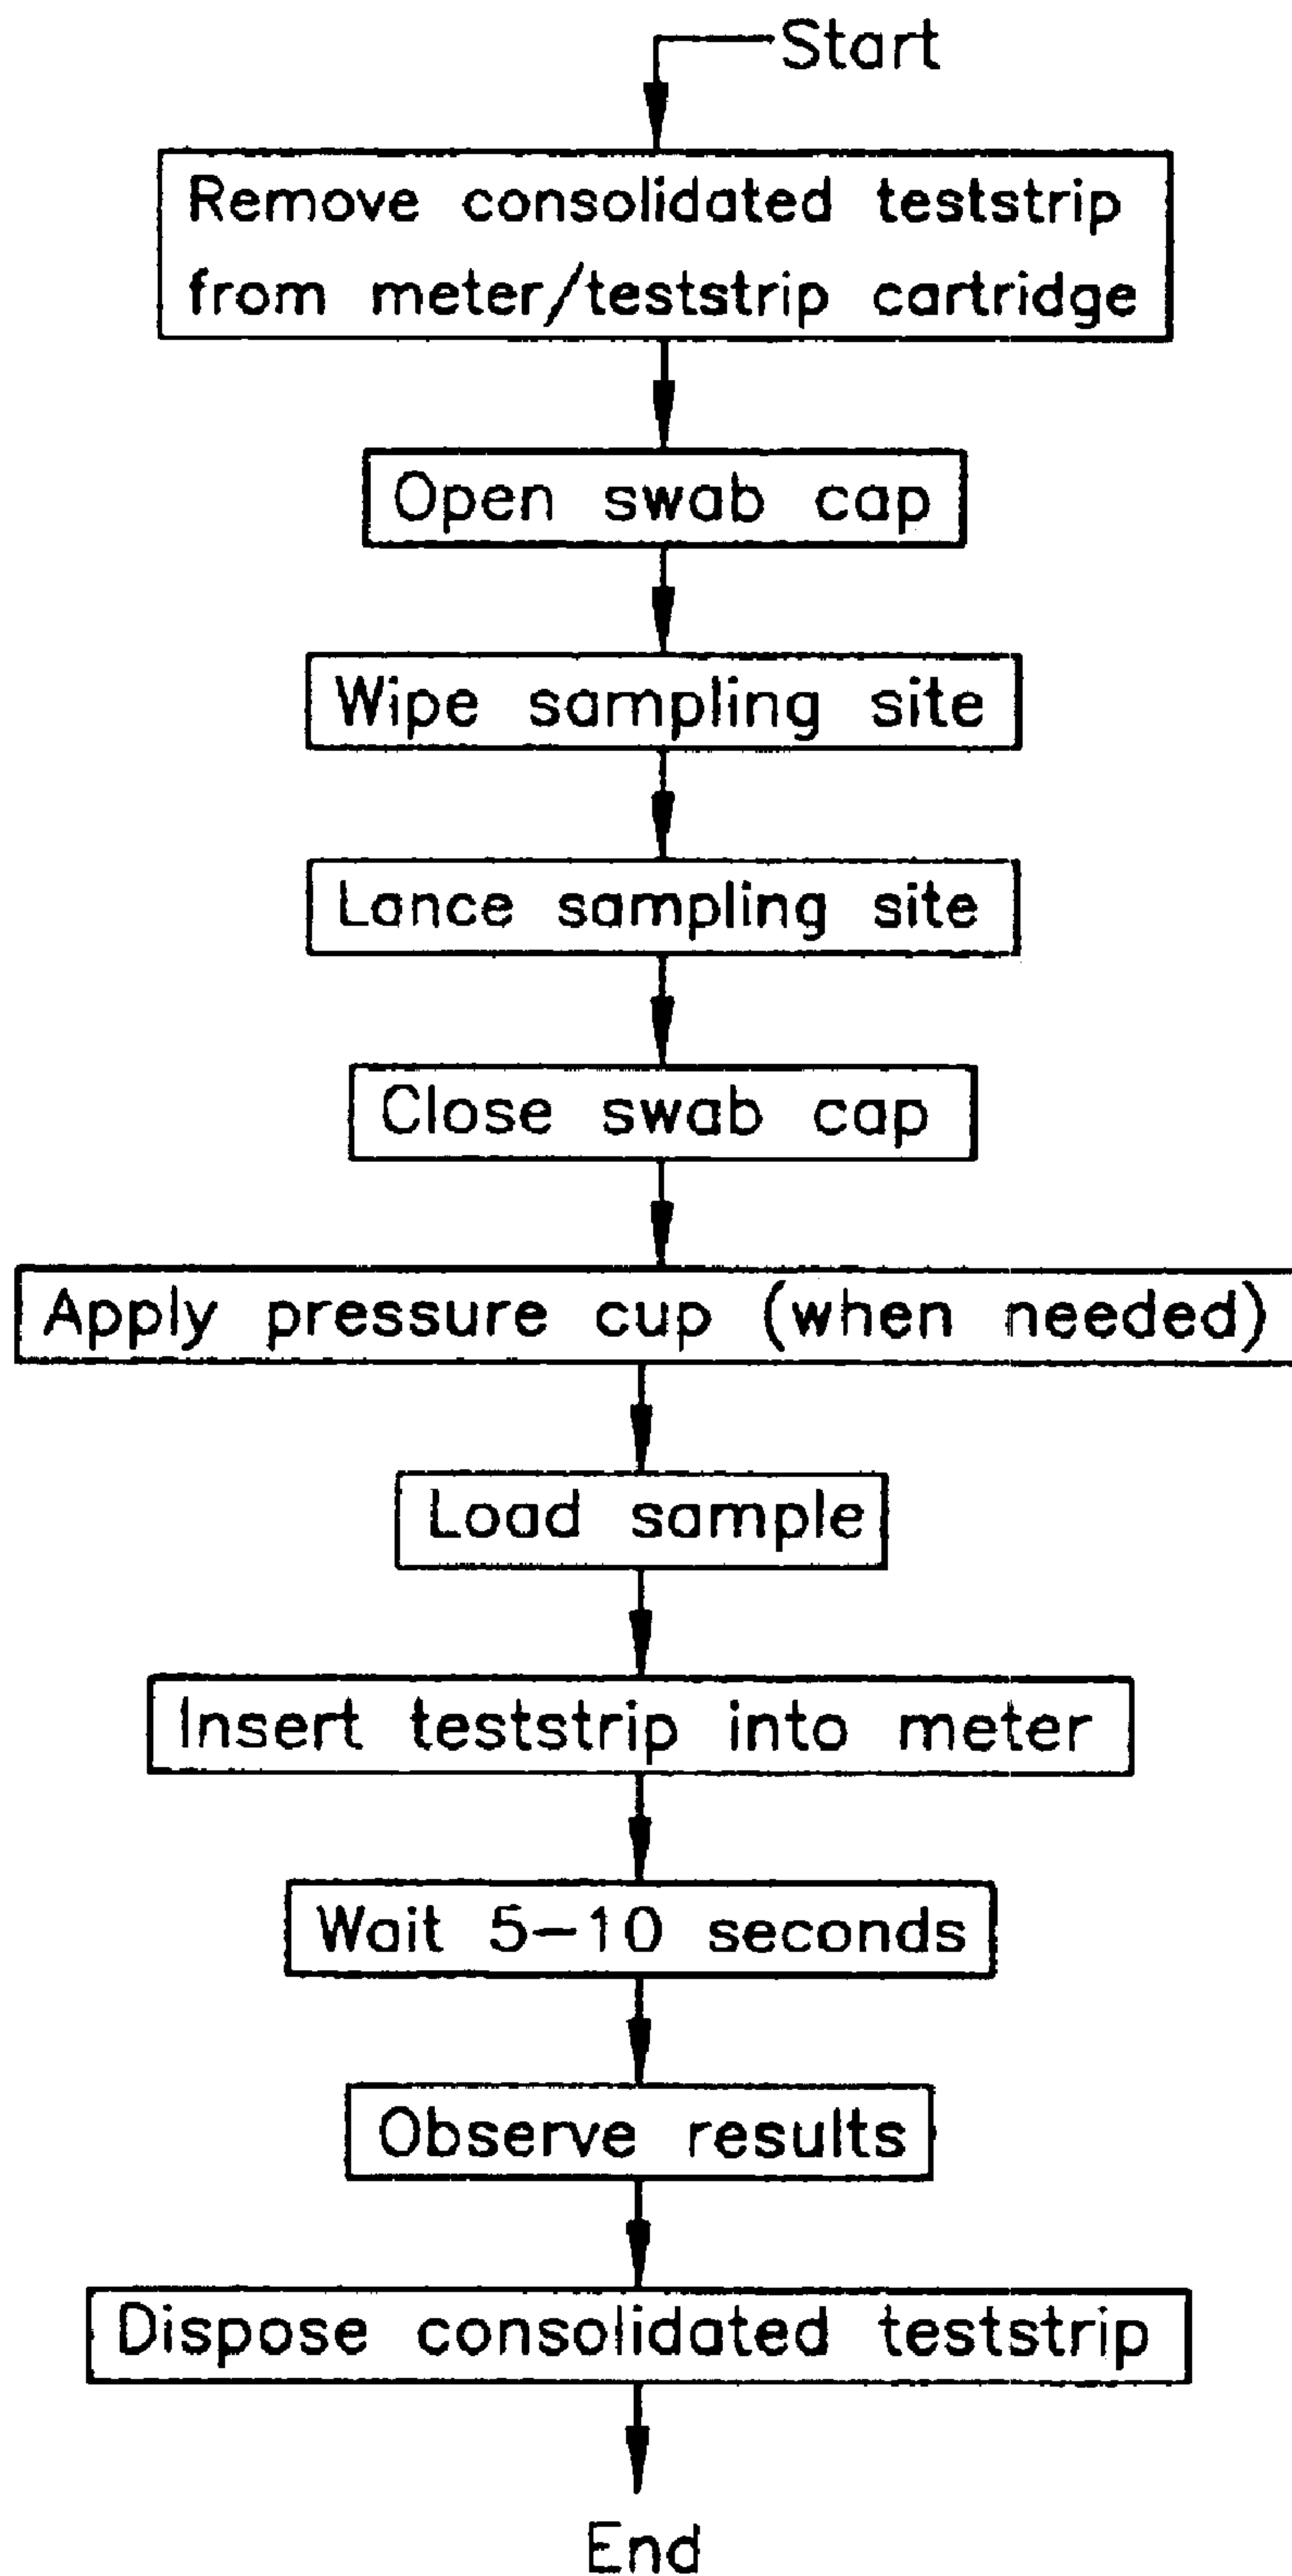 Start
Remove consolidated teststrip
from meter/teststrip cartridge
Open swab cap
Wipe sampling site
Lance sampling site
Close swab cap
Apply pressure cup (when needed)
Load sample
Insert teststrip into meter
Wait 5-10 seconds
Observe results
Dispose consolidated teststrip
End